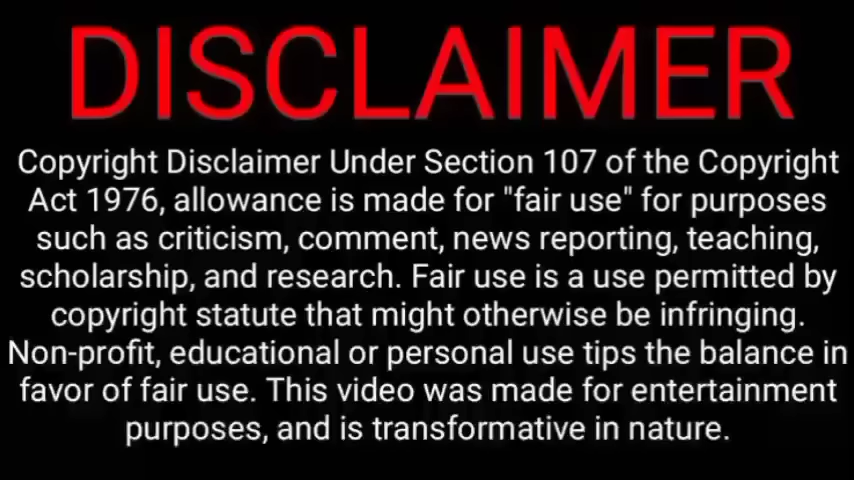 DISCLAIMER
Copyright Disclaimer Under Section 107 of the Copyright
Act 1976, allowance is made for "fair use" for purposes
such as criticism, comment, news reporting, teaching,
scholarship, and research. Fair use is a use permitted by
copyright statute that might otherwise be infringing.
Non-profit, educational or personal use tips the balance in
favor of fair use. This video was made for entertainment
purposes, and is transformative in nature.